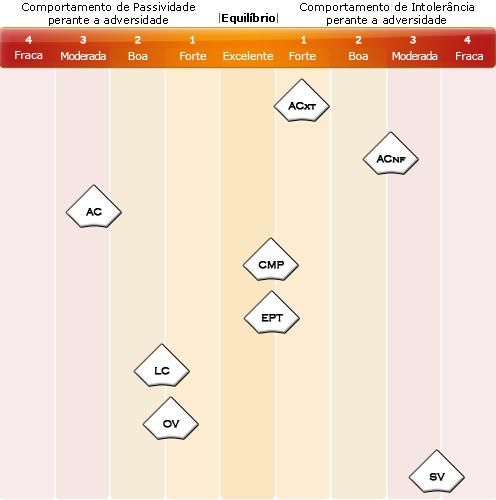 Comportamento de Passividade
perante a adversidade
|Equilíbrio|
Comportamento de Intolerância
perante a adversidade
4 3 2 1 1 2 3 4
Fraca Moderada Boa Forte Excelente Forte Boa Moderada Fraca
ACXT
ACNF
AC
CMP
EPT
LC
OV
SV